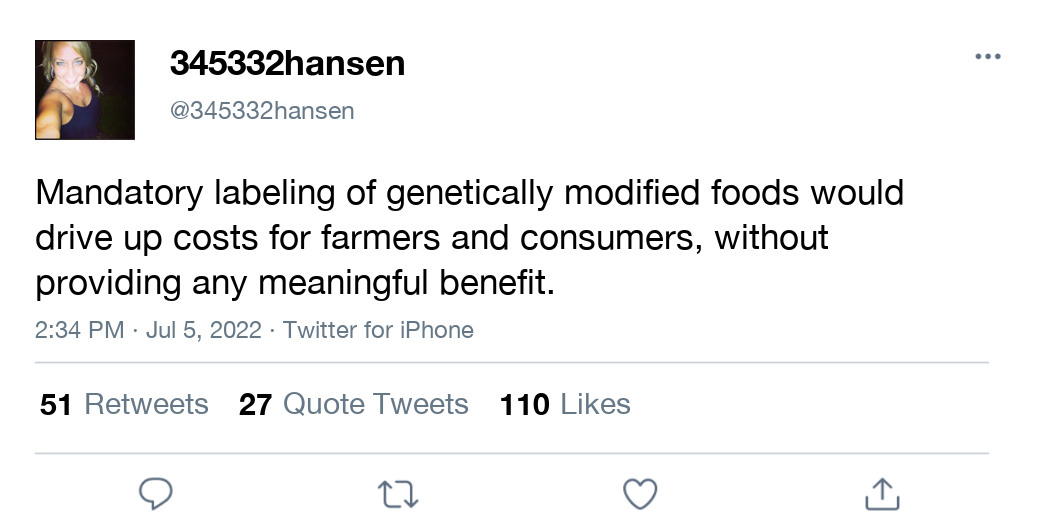 345332hansen
@345332hansen
Mandatory labeling of genetically modified foods would
drive up costs for farmers and consumers, without
providing any meaningful benefit.
2:34 PM · Jul 5, 2022 · Twitter for iPhone
51 Retweets 27 Quote Tweets 110 Likes